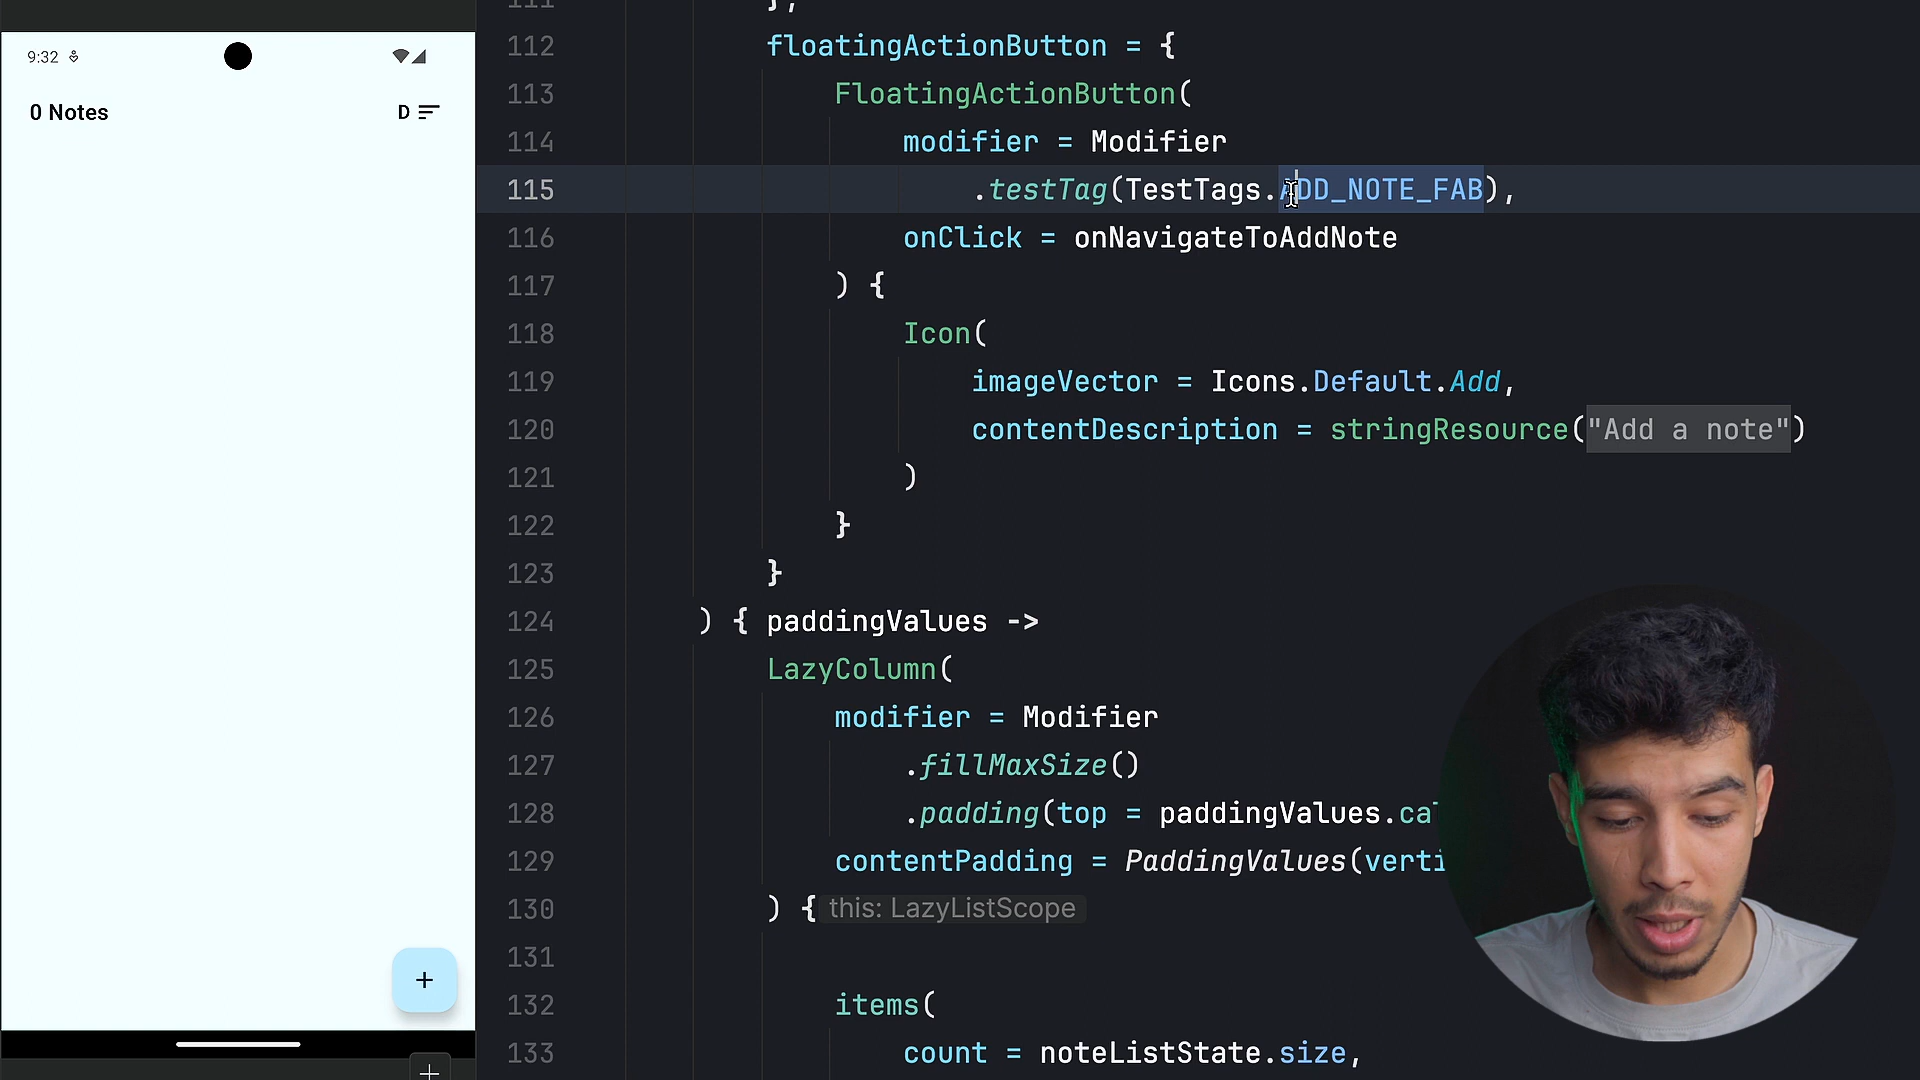 9:32
0 Notes
D
+
111
},
112
floatingActionButton = {
113
FloatingActionButton(
114
modifier = Modifier
115
.testTag(TestTags.ADD_NOTE_FAB),
116
onClick = onNavigateToAddNote
117
) {
118
Icon(
119
imageVector = Icons.Default.Add,
120
contentDescription = stringResource("Add a note")
121
)
122
}
123
}
124
) { paddingValues ->
125
LazyColumn(
126
modifier = Modifier
127
.fillMaxSize()
128
.padding(top = paddingValues.cal
129
contentPadding = PaddingValues(verti
130
) { this: LazyListScope
131
132
items(
133
count = noteListState.size,